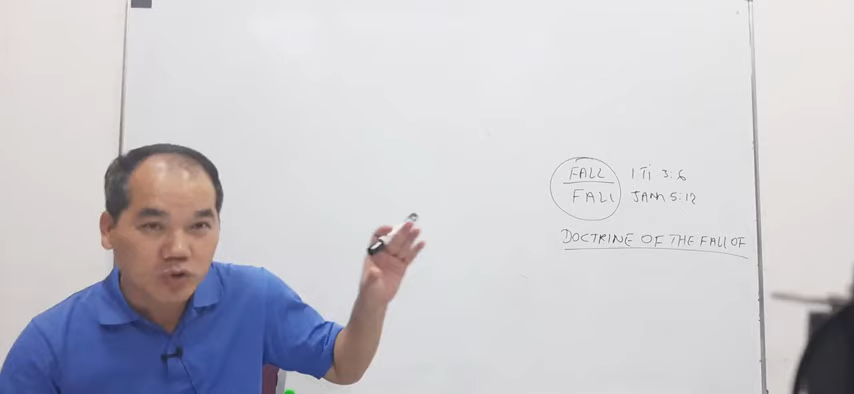 FALL 1 Ti 3:6
FALL JAM 5:12
DOCTRINE OF THE FALL OF